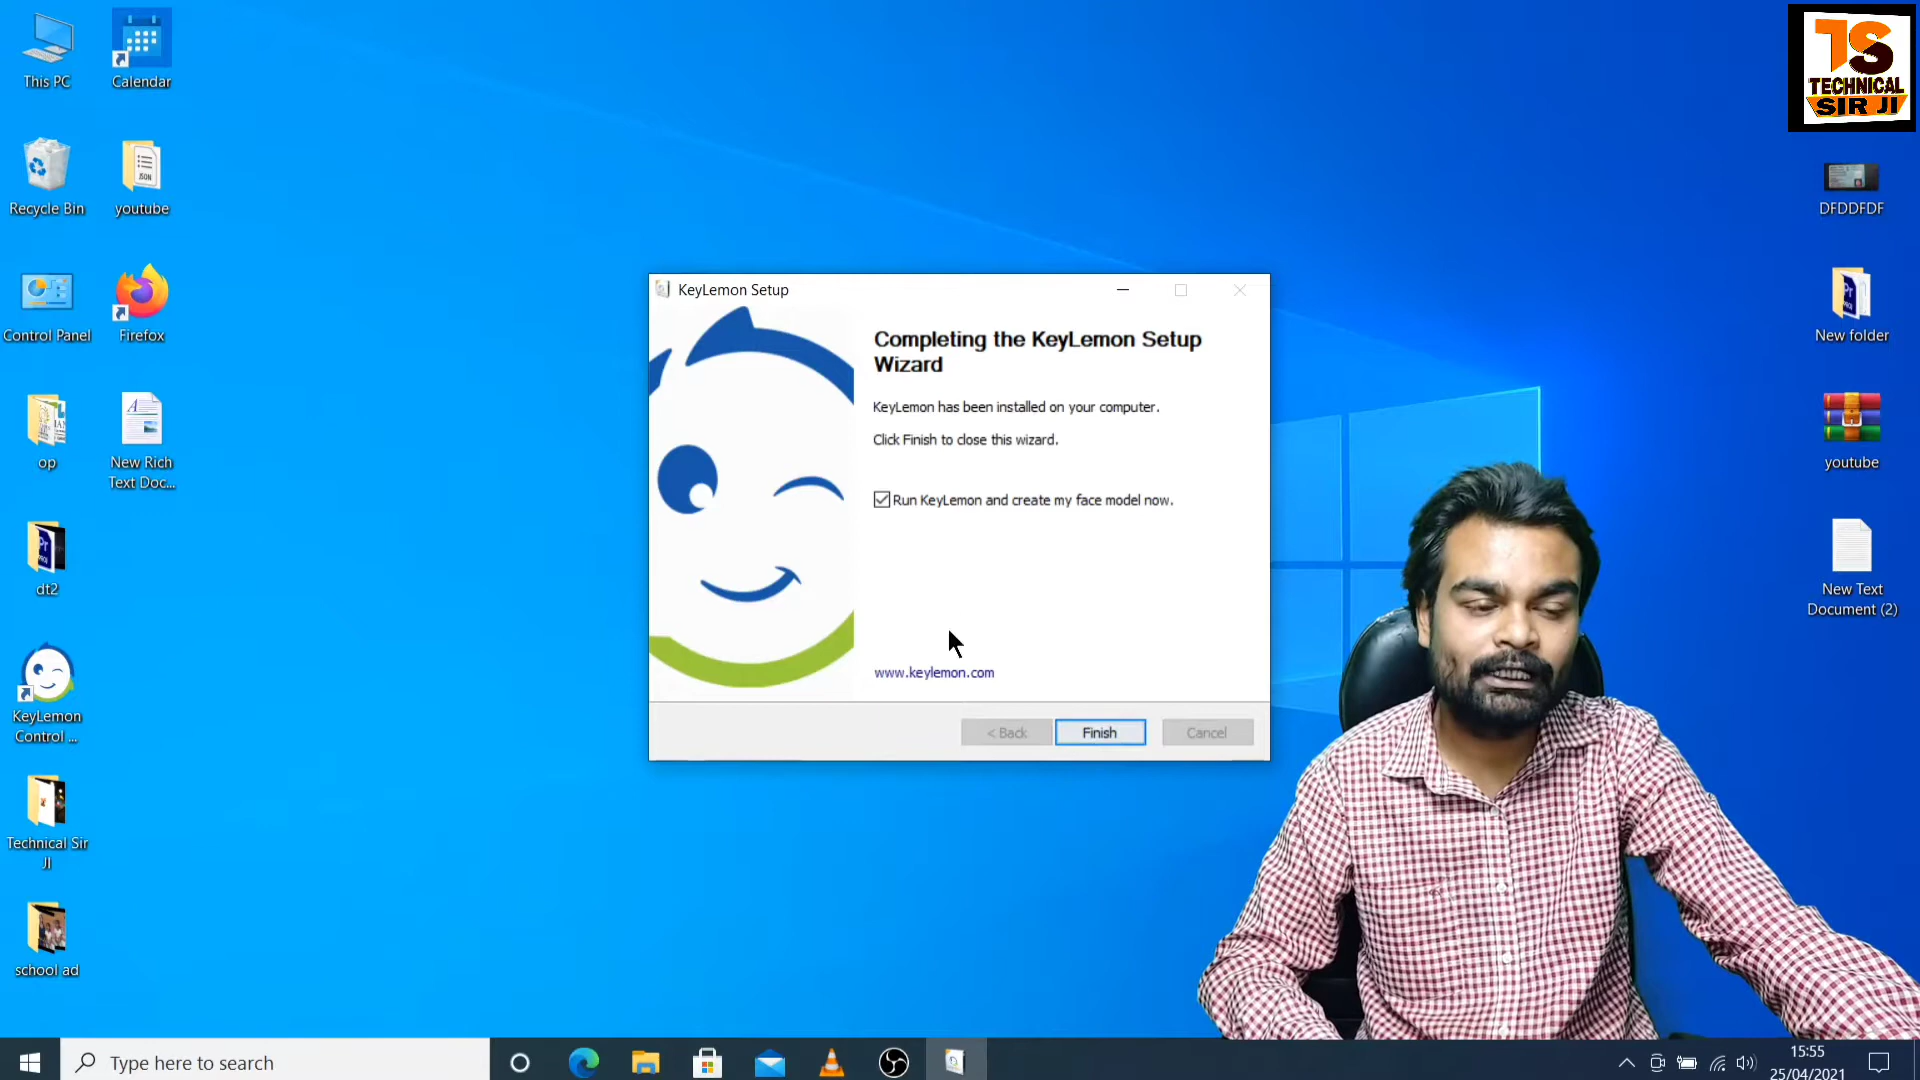 This PC
Calendar
TS
TECHNICAL
SIR JI
Recycle Bin
JSON
youtube
DFDDFDF
Control Panel
Firefox
New folder
op
New Rich
Text Doc...
youtube
dt2
New Text
Document (2)
KeyLemon
Control ...
Technical Sir
JI
school ad
KeyLemon Setup
Completing the KeyLemon Setup
Wizard
KeyLemon has been installed on your computer.
Click Finish to close this wizard.
Run KeyLemon and create my face model now.
www.keylemon.com
< Back
Finish
Cancel
Type here to search
15:55
25/04/2021